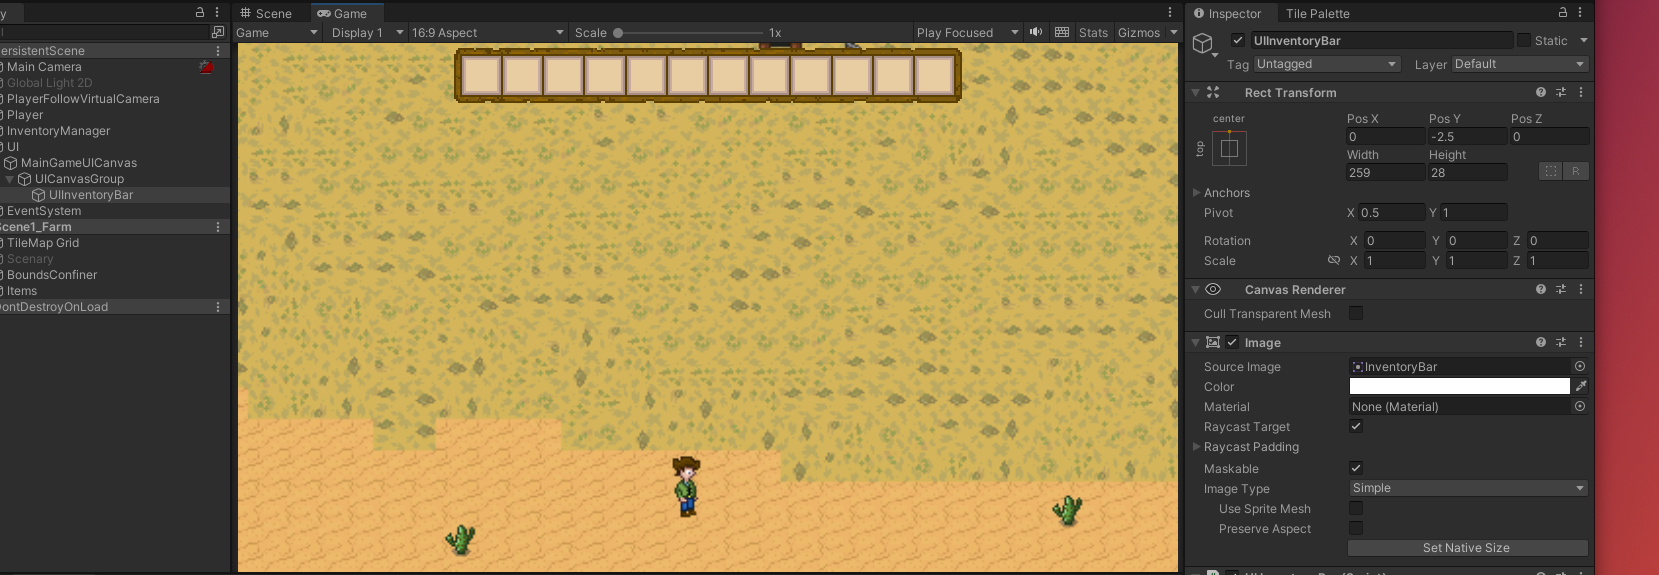 y
Scene
Game
Inspector
Tile Palette
Game
Display 1
16:9 Aspect
Scale
1x
Play Focused
Stats
Gizmos
ersistentScene
Main Camera
Global Light 2D
PlayerFollowVirtualCamera
Player
InventoryManager
UI
MainGameUICanvas
UICanvasGroup
UIInventoryBar
EventSystem
Scene1_Farm
TileMap Grid
Scenary
BoundsConfiner
Items
ontDestroyOnLoad
UIInventoryBar
Static
Tag Untagged Layer Default
Rect Transform
center
top
Pos X Pos Y Pos Z
0 -2.5 0
Width Height
259 28
R
Anchors
Pivot X 0.5 Y 1
Rotation X 0 Y 0 Z 0
Scale X 1 Y 1 Z 1
Canvas Renderer
Cull Transparent Mesh
Image
Source Image InventoryBar
Color
Material None (Material)
Raycast Target
Raycast Padding
Maskable
Image Type Simple
Use Sprite Mesh
Preserve Aspect
Set Native Size